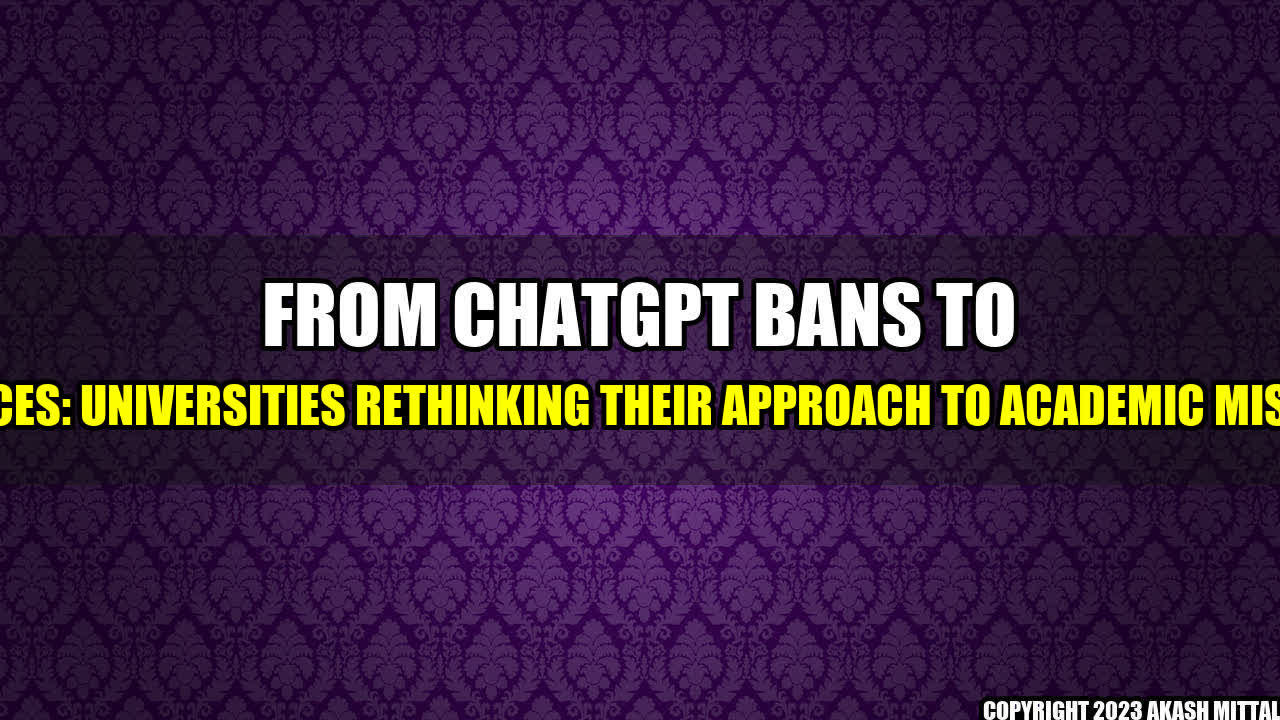 FROM CHATGPT BANS TO
CES: UNIVERSITIES RETHINKING THEIR APPROACH TO ACADEMIC MIS
COPYRIGHT 2023 AKASH MITTAL